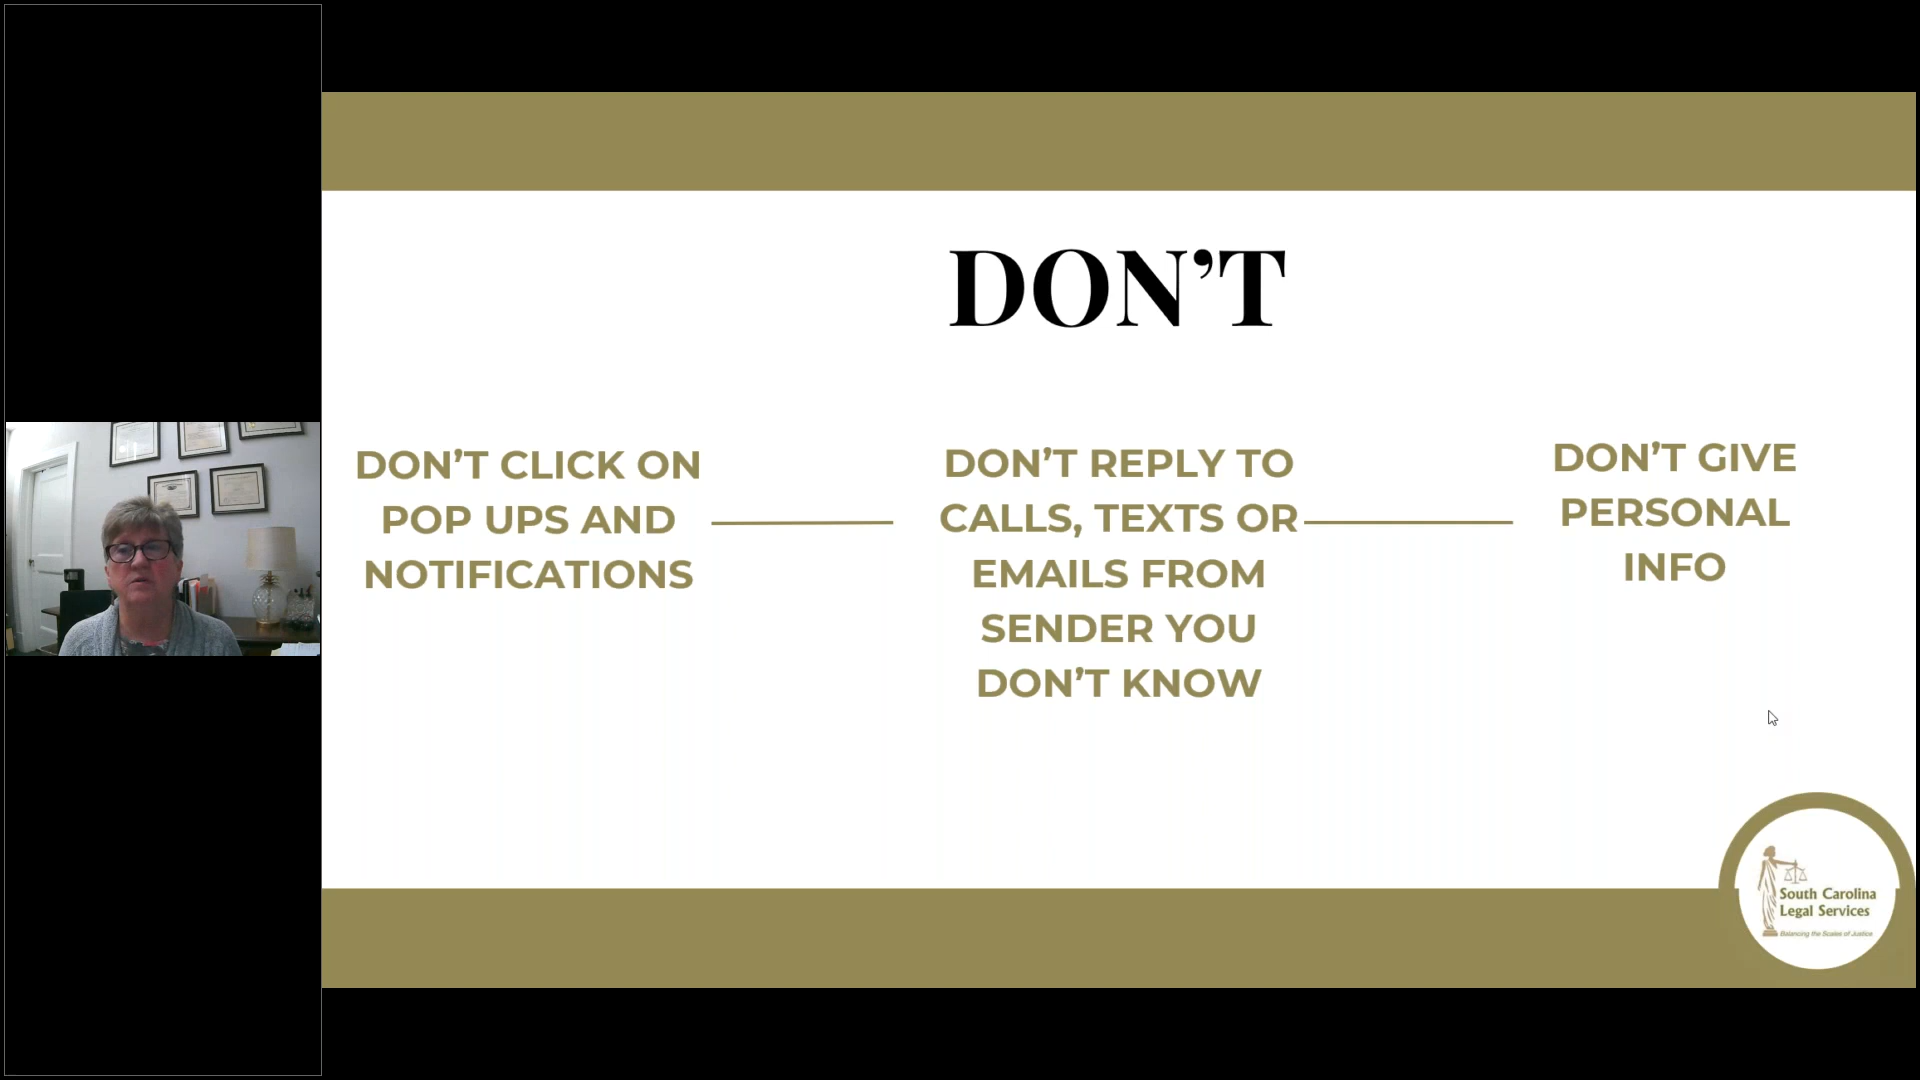 DON'T
DON'T CLICK ON
POP UPS AND
NOTIFICATIONS
DON'T REPLY TO
CALLS, TEXTS OR
EMAILS FROM
SENDER YOU
DON'T KNOW
DON'T GIVE
PERSONAL
INFO
South Carolina
Legal Services
Balancing the Scales of Justice